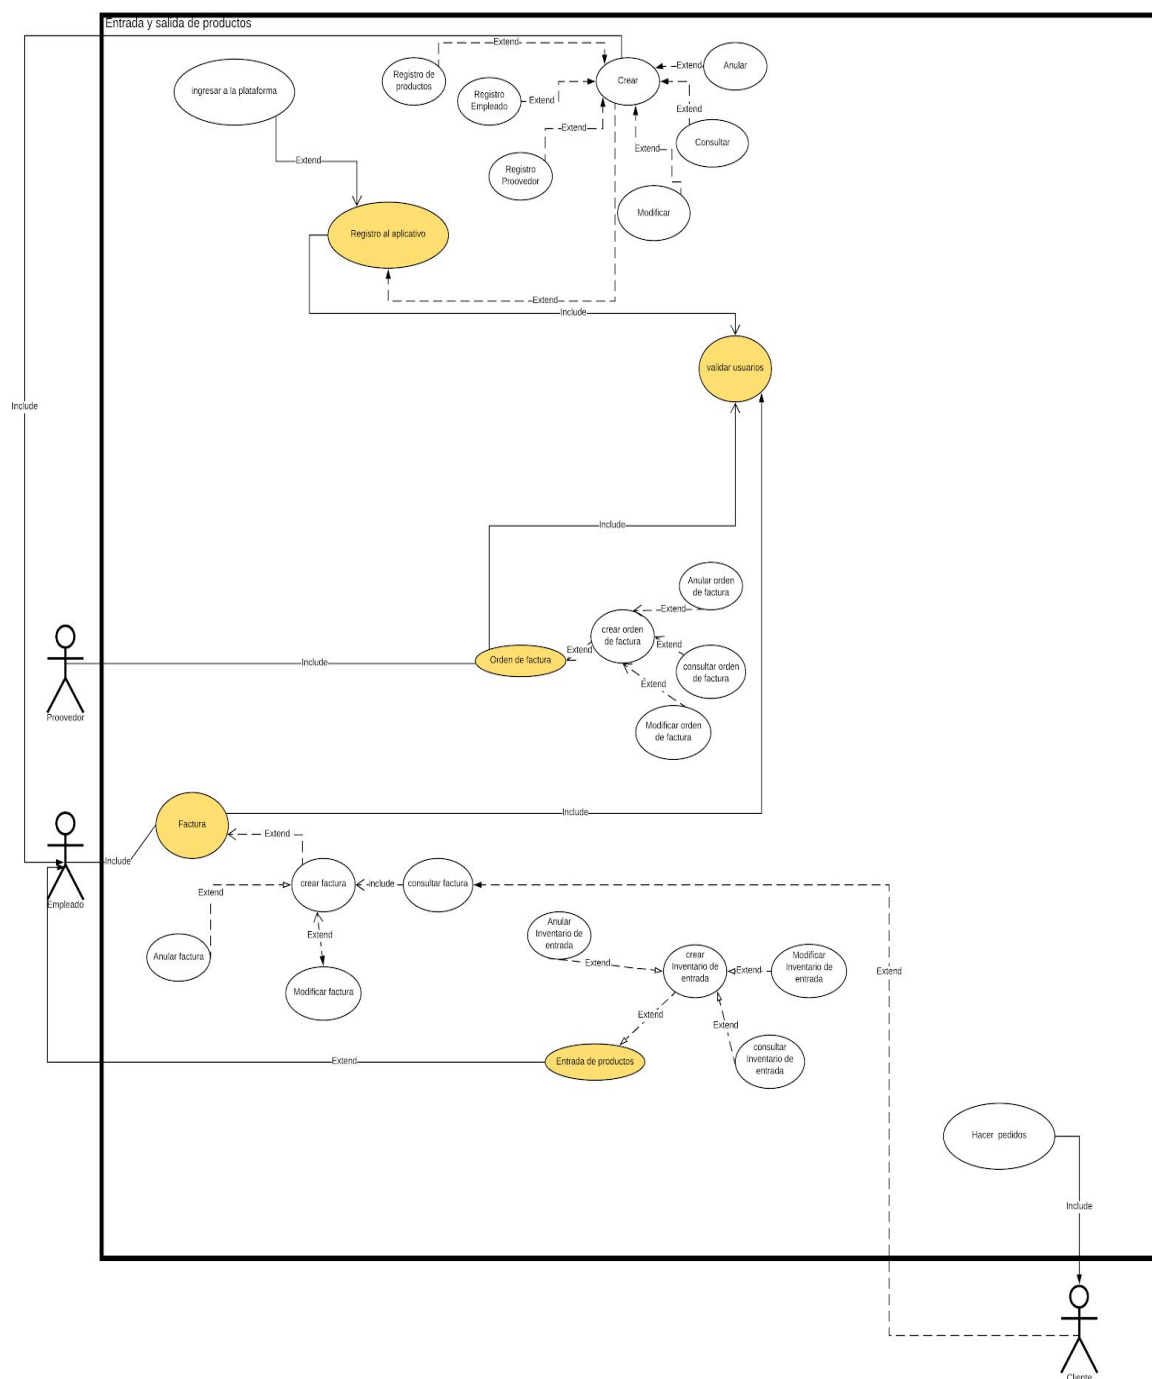 Entrada y salida de productos
Extend
Registro de
productos
Crear
Extend
Anular
ingresar a la plataforma
Registro
Empleado
Extend
Extend
Extend
Consultar
Extend
Extend
Registro
Proovedor
Modificar
Registro al aplicativo
Extend
Include
validar usuarios
Include
Include
Anular orden
de factura
Extend
crear orden
de factura
Extend
Extend
consultar orden
de factura
Include
Orden de factura
Extend
Proovedor
Modificar orden
de factura
Include
Factura
Extend
Include
crear factura
include
consultar factura
Extend
Empleado
Anular
Inventario de
entrada
Extend
Anular factura
Extend
crear
Inventario de
entrada
Extend
Modificar
Inventario de
entrada
Extend
Modificar factura
Extend
Extend
consultar
Inventario de
entrada
Extend
Entrada de productos
Hacer pedidos
Include
Cliente